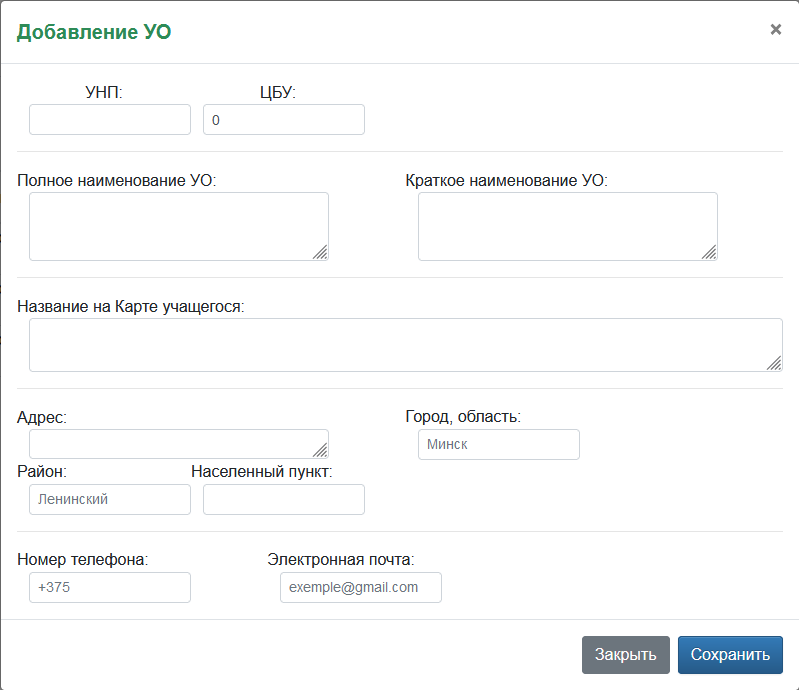 Добавление УО ×
УНП: ЦБУ:
0
Полное наименование УО: Краткое наименование УО:
Название на Карте учащегося:
Адрес: Город, область:
Минск
Район: Населенный пункт:
Ленинский
Номер телефона: Электронная почта:
+375 exemple@gmail.com
Закрыть Сохранить